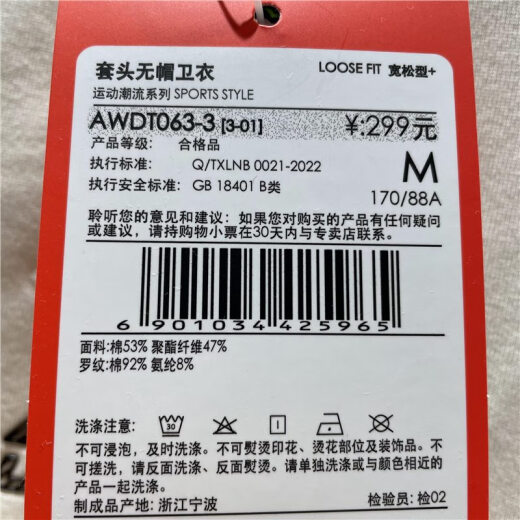 套头无帽卫衣
LOOSE FIT 宽松型+
运动潮流系列 SPORTS STYLE
AWDT063-3 [3-01]
¥:299元
产品等级: 合格品
执行标准: Q/TXLNB 0021-2022
M
执行安全标准: GB 18401 B类
170/88A
聆听您的意见和建议: 如果您对购买的产品有任何疑问
或建议, 请持购物小票在30天内与专卖店联系。
6 901034 425965
面料:棉53% 聚酯纤维47%
罗纹:棉92% 氨纶8%
洗涤注意:
30
不可浸泡, 及时洗涤。不可熨烫印花、烫花部位及装饰品。不
可搓洗, 请反面洗涤、反面熨烫。请单独洗涤或与颜色相近的
产品一起洗涤。
制成品产地: 浙江宁波
检验员: 检02